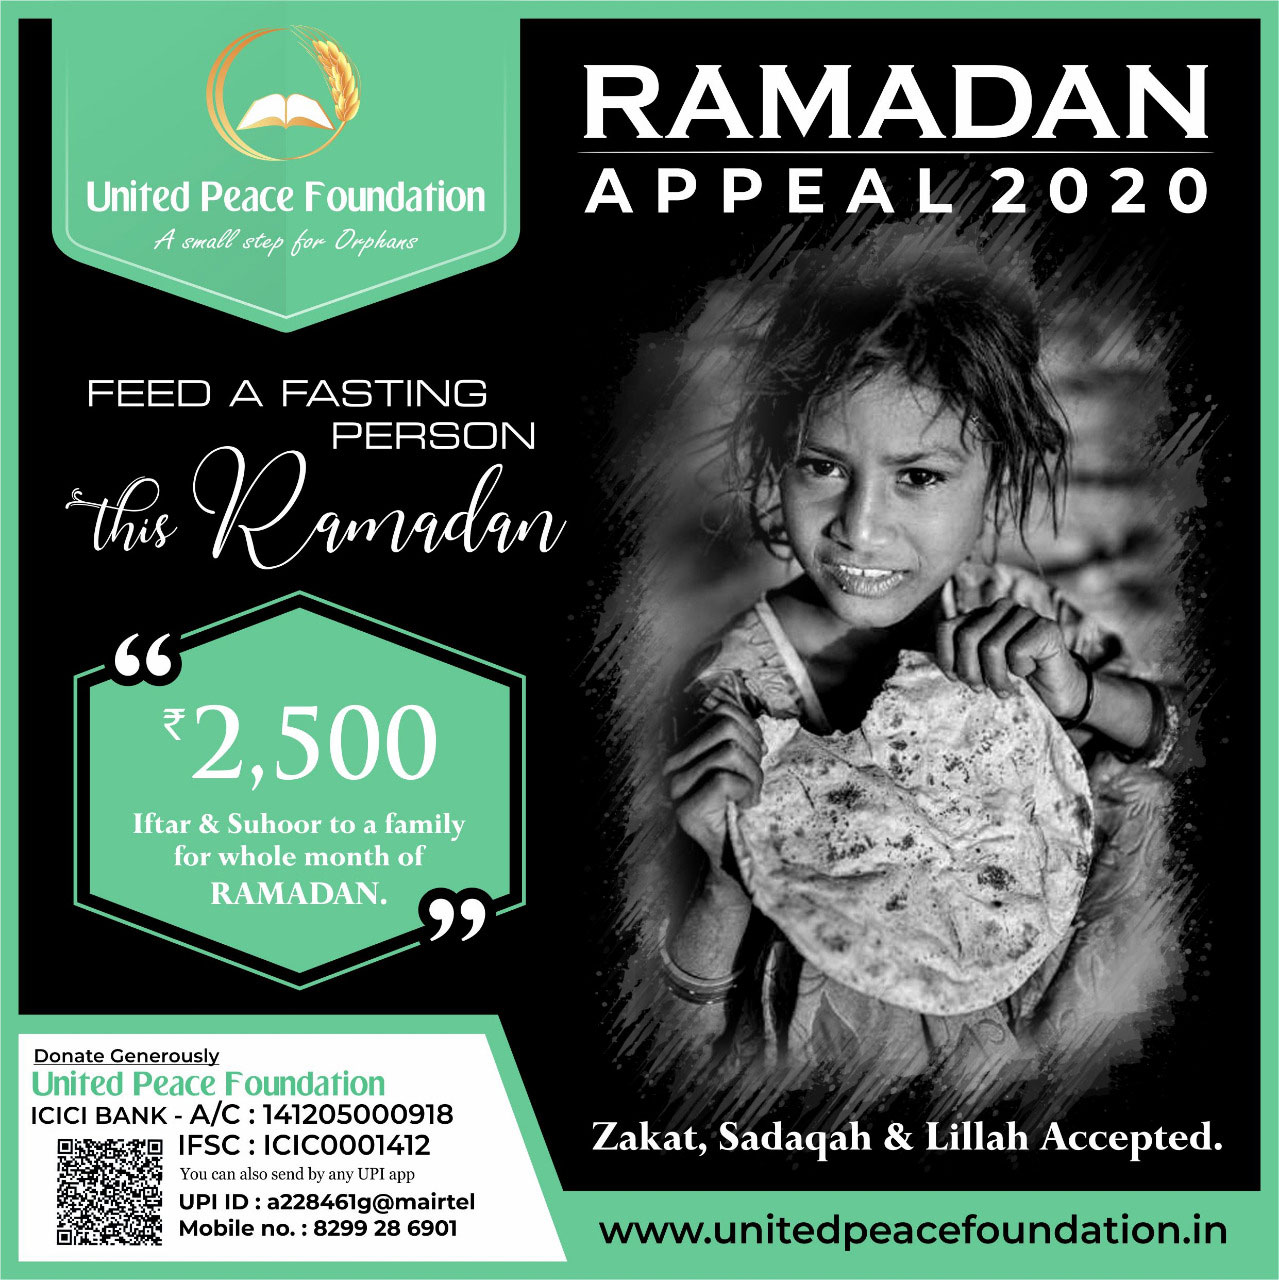 United Peace Foundation
A small step for Orphans
RAMADAN
APPEAL 2020
FEED A FASTING
PERSON
this Ramadan
“
₹2,500
Iftar & Suhoor to a family
for whole month of
RAMADAN.
”
Donate Generously
United Peace Foundation
ICICI BANK - A/C : 141205000918
IFSC : ICIC0001412
You can also send by any UPI app
UPI ID : a228461g@mairtel
Mobile no. : 8299 28 6901
Zakat, Sadaqah & Lillah Accepted.
www.unitedpeacefoundation.in